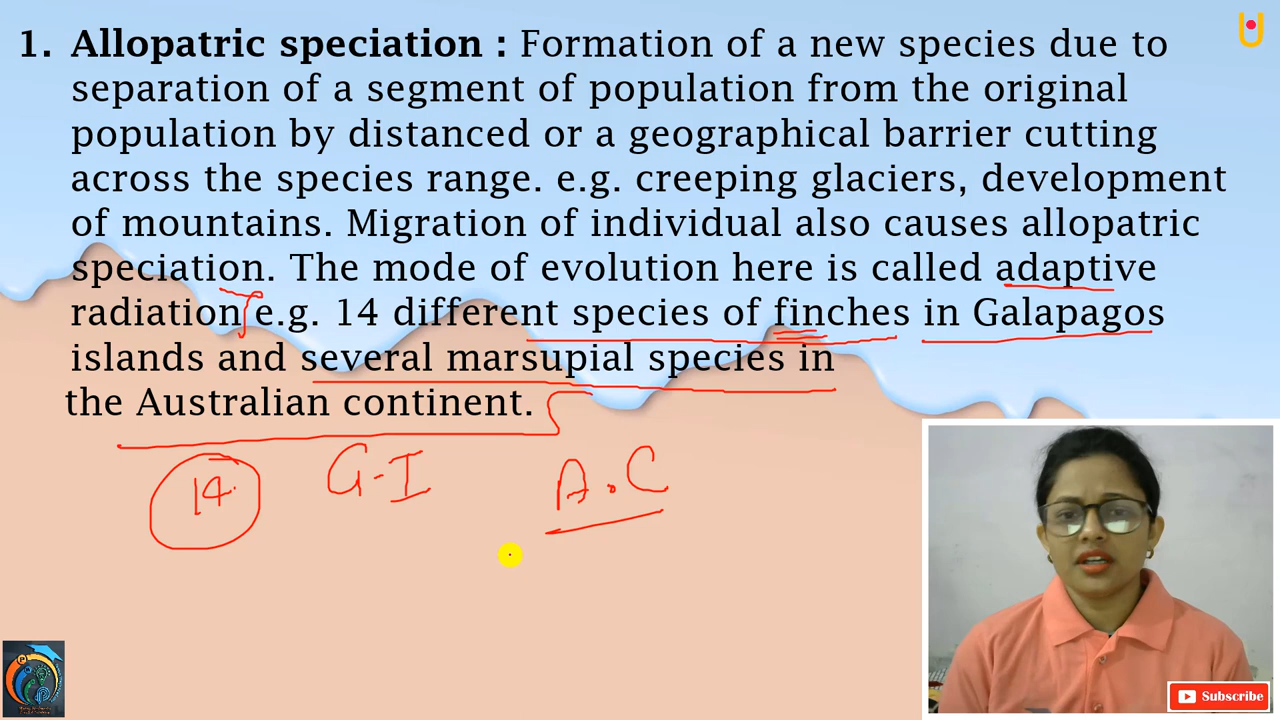 1. Allopatric speciation : Formation of a new species due to
separation of a segment of population from the original
population by distanced or a geographical barrier cutting
across the species range. e.g. creeping glaciers, development
of mountains. Migration of individual also causes allopatric
speciation. The mode of evolution here is called adaptive
radiation e.g. 14 different species of finches in Galapagos
islands and several marsupial species in
the Australian continent.
14 G-I A.C
Subscribe